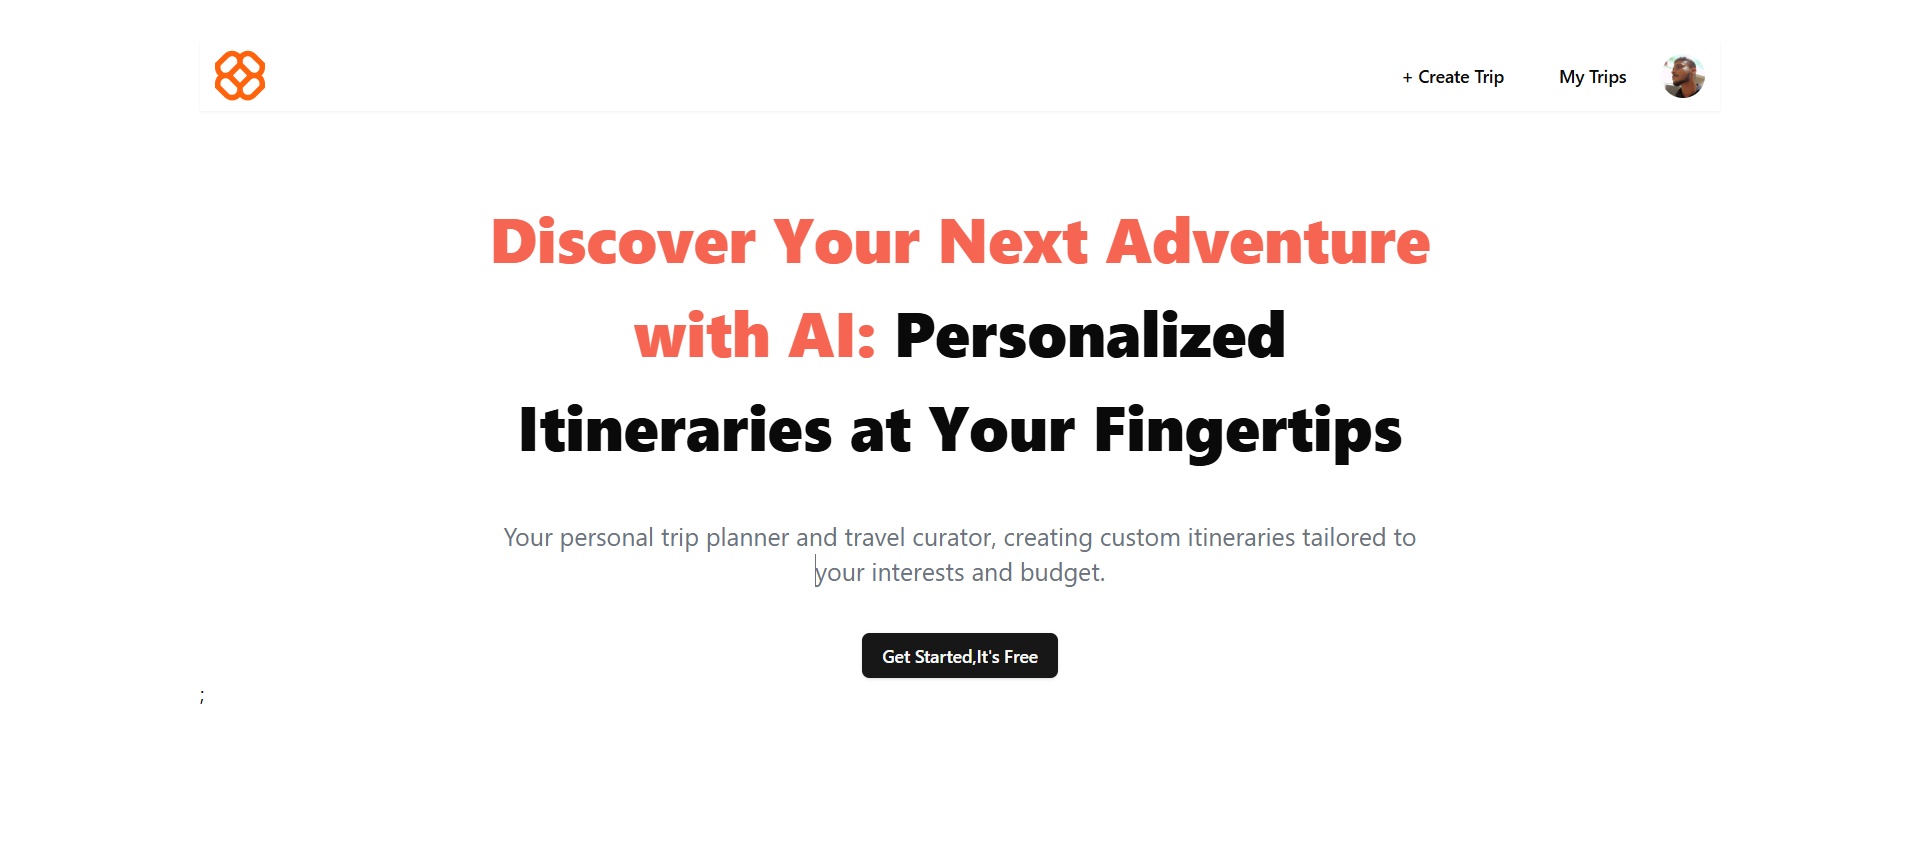 + Create Trip
My Trips
Discover Your Next Adventure
with AI: Personalized
Itineraries at Your Fingertips
Your personal trip planner and travel curator, creating custom itineraries tailored to
your interests and budget.
Get Started,It's Free
;